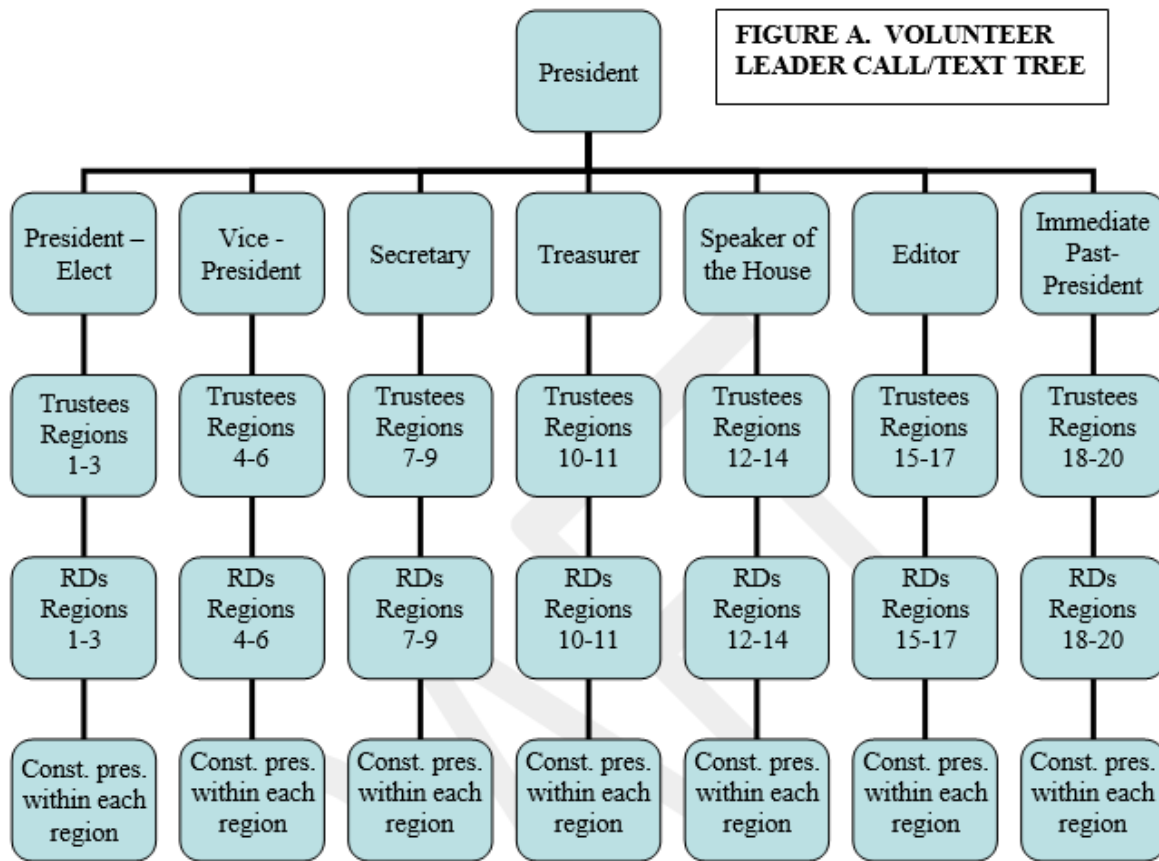 FIGURE A. VOLUNTEER
LEADER CALL/TEXT TREE
President
President –
Elect
Vice -
President
Secretary
Treasurer
Speaker of
the House
Editor
Immediate
Past-
President
Trustees
Regions
1-3
Trustees
Regions
4-6
Trustees
Regions
7-9
Trustees
Regions
10-11
Trustees
Regions
12-14
Trustees
Regions
15-17
Trustees
Regions
18-20
RDs
Regions
1-3
RDs
Regions
4-6
RDs
Regions
7-9
RDs
Regions
10-11
RDs
Regions
12-14
RDs
Regions
15-17
RDs
Regions
18-20
Const. pres.
within each
region
Const. pres.
within each
region
Const. pres.
within each
region
Const. pres.
within each
region
Const. pres.
within each
region
Const. pres.
within each
region
Const. pres.
within each
region